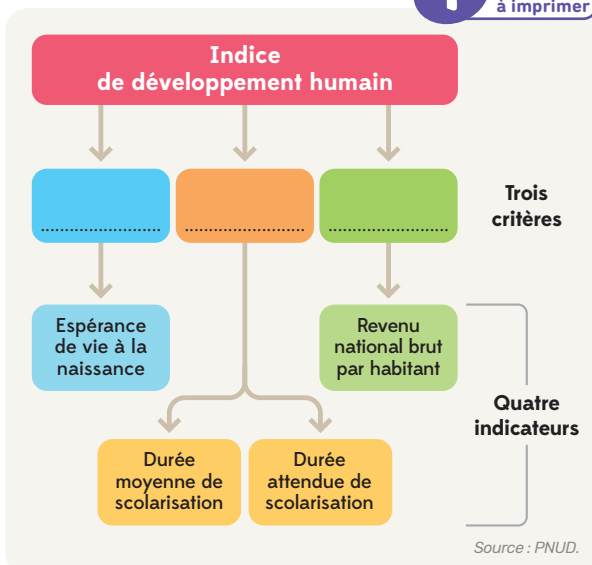 à imprimer
Indice
de développement humain
........................
........................
........................
Trois
critères
Espérance
de vie à la
naissance
Revenu
national brut
par habitant
Quatre
indicateurs
Durée
moyenne de
scolarisation
Durée
attendue de
scolarisation
Source : PNUD.